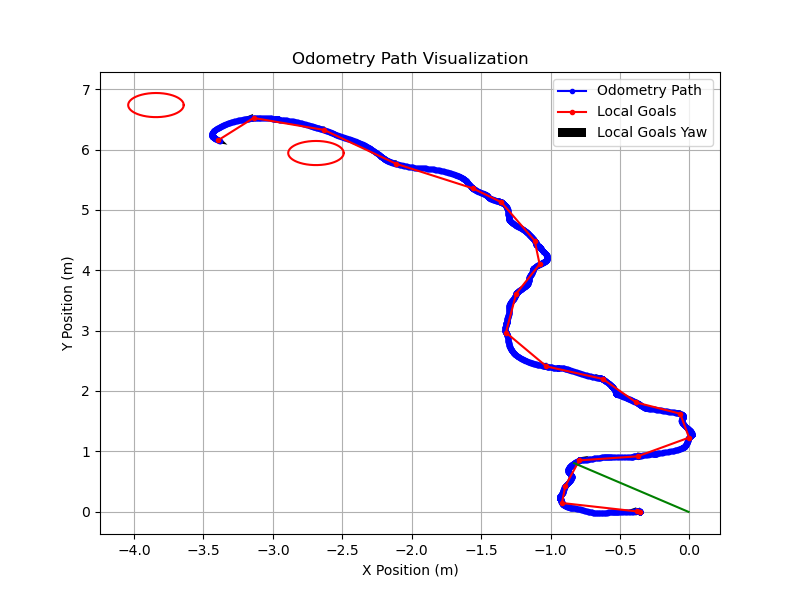 Odometry Path Visualization
Odometry Path
Local Goals
Local Goals Yaw
Y Position (m)
7
6
5
4
3
2
1
0
−4.0 −3.5 −3.0 −2.5 −2.0 −1.5 −1.0 −0.5 0.0
X Position (m)